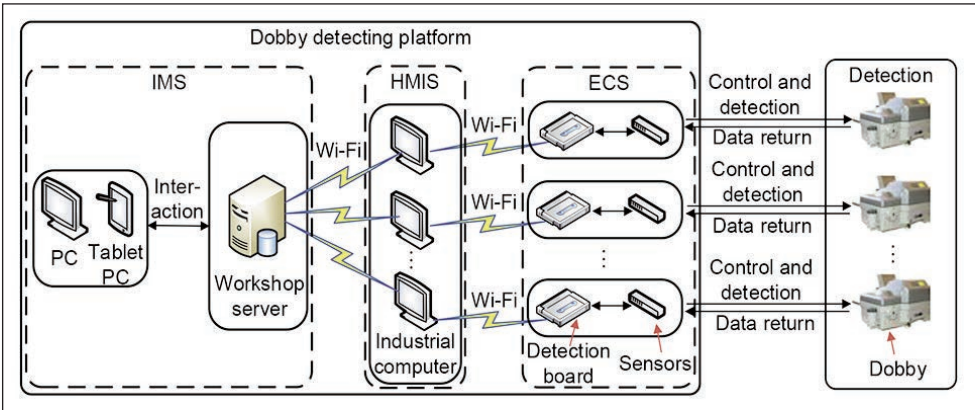 Dobby detecting platform
IMS
HMIS
ECS
Detection
PC
Tablet
PC
Inter-
action
Workshop
server
Wi-Fi
Industrial
computer
Wi-Fi
Wi-Fi
Wi-Fi
Detection
board
Sensors
Control and
detection
Data return
Control and
detection
Data return
Control and
detection
Data return
Dobby